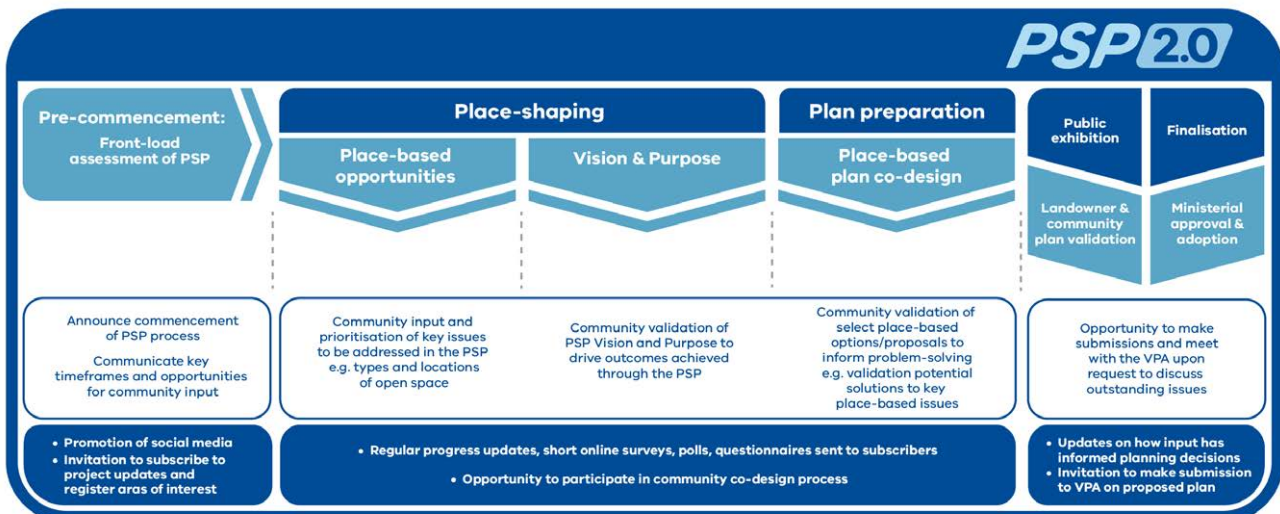 PSP 2.0
Pre-commencement:
Front-load
assessment of PSP
Place-shaping
Place-based
opportunities
Vision & Purpose
Plan preparation
Place-based
plan co-design
Public
exhibition
Landowner &
community
plan validation
Finalisation
Ministerial
approval &
adoption
Announce commencement
of PSP process
Communicate key
timeframes and opportunities
for community input
Community input and
prioritisation of key issues
to be addressed in the PSP
e.g. types and locations
of open space
Community validation of
PSP Vision and Purpose to
drive outcomes achieved
through the PSP
Community validation of
select place-based
options/proposals to
inform problem-solving
e.g. validation potential
solutions to key
place-based issues
Opportunity to make
submissions and meet
with the VPA upon
request to discuss
outstanding issues
• Promotion of social media
• Invitation to subscribe to
project updates and
register aras of interest
• Regular progress updates, short online surveys, polls, questionnaires sent to subscribers
• Opportunity to participate in community co-design process
• Updates on how input has
informed planning decisions
• Invitation to make submission
to VPA on proposed plan